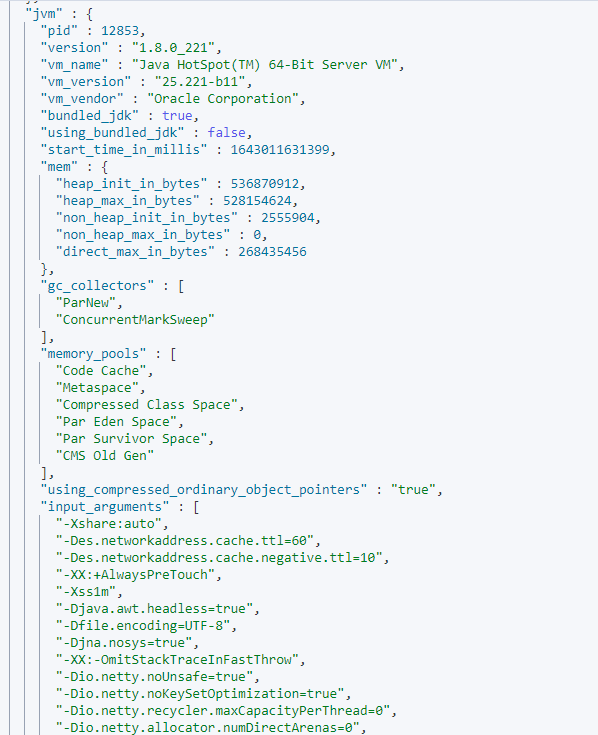 "jvm" : {
"pid" : 12853,
"version" : "1.8.0_221",
"vm_name" : "Java HotSpot(TM) 64-Bit Server VM",
"vm_version" : "25.221-b11",
"vm_vendor" : "Oracle Corporation",
"bundled_jdk" : true,
"using_bundled_jdk" : false,
"start_time_in_millis" : 1643011631399,
"mem" : {
"heap_init_in_bytes" : 536870912,
"heap_max_in_bytes" : 528154624,
"non_heap_init_in_bytes" : 2555904,
"non_heap_max_in_bytes" : 0,
"direct_max_in_bytes" : 268435456
},
"gc_collectors" : [
"ParNew",
"ConcurrentMarkSweep"
],
"memory_pools" : [
"Code Cache",
"Metaspace",
"Compressed Class Space",
"Par Eden Space",
"Par Survivor Space",
"CMS Old Gen"
],
"using_compressed_ordinary_object_pointers" : "true",
"input_arguments" : [
"-Xshare:auto",
"-Des.networkaddress.cache.ttl=60",
"-Des.networkaddress.cache.negative.ttl=10",
"-XX:+AlwaysPreTouch",
"-Xss1m",
"-Djava.awt.headless=true",
"-Dfile.encoding=UTF-8",
"-Djna.nosys=true",
"-XX:-OmitStackTraceInFastThrow",
"-Dio.netty.noUnsafe=true",
"-Dio.netty.noKeySetOptimization=true",
"-Dio.netty.recycler.maxCapacityPerThread=0",
"-Dio.netty.allocator.numDirectArenas=0",